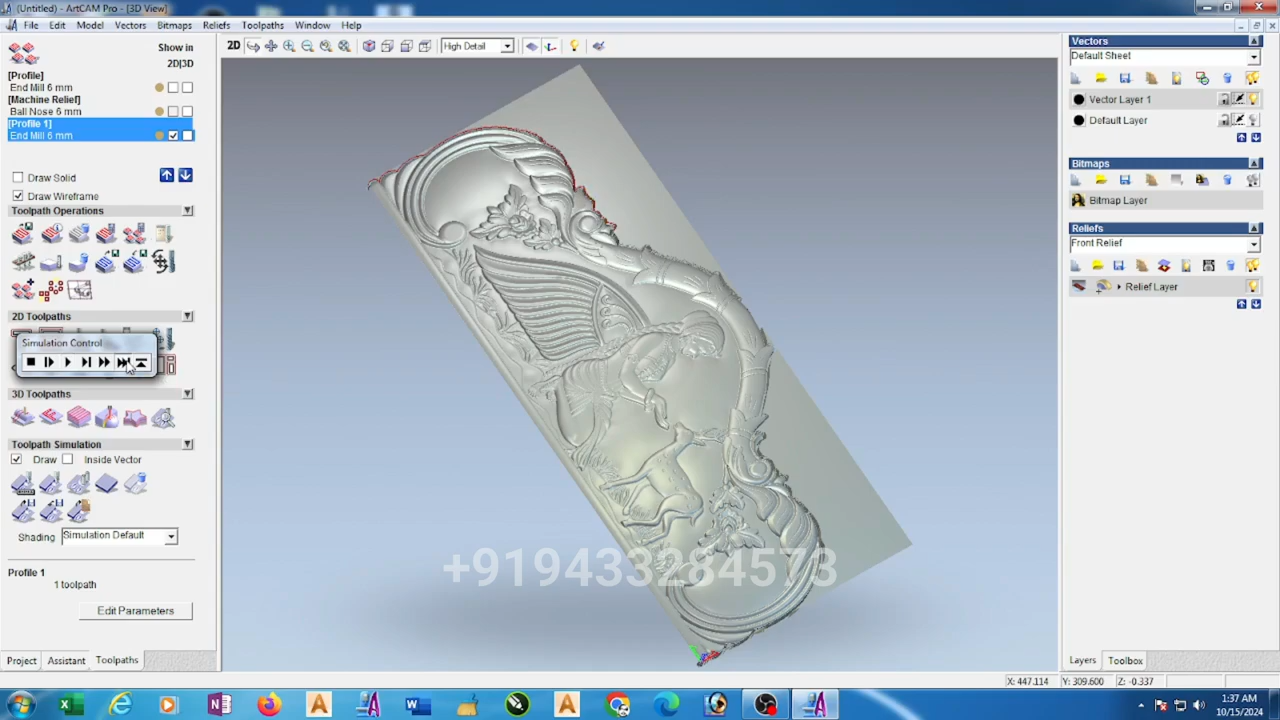 (Untitled) - ArtCAM Pro - [3D View]
File Edit Model Vectors Bitmaps Reliefs Toolpaths Window Help
Show in
2D|3D
[Profile]
End Mill 6 mm
[Machine Relief]
Ball Nose 6 mm
[Profile 1]
End Mill 6 mm
Draw Solid
Draw Wireframe
Toolpath Operations
2D Toolpaths
Simulation Control
3D Toolpaths
Toolpath Simulation
Draw Inside Vector
Shading Simulation Default
Profile 1
1 toolpath
Edit Parameters
Project Assistant Toolpaths
2D High Detail
+919433284573
Vectors
Default Sheet
Vector Layer 1
Default Layer
Bitmaps
Bitmap Layer
Reliefs
Front Relief
Relief Layer
Layers Toolbox
X: 447.114 Y: 309.600 Z: -0.337
1:37 AM
10/15/2024